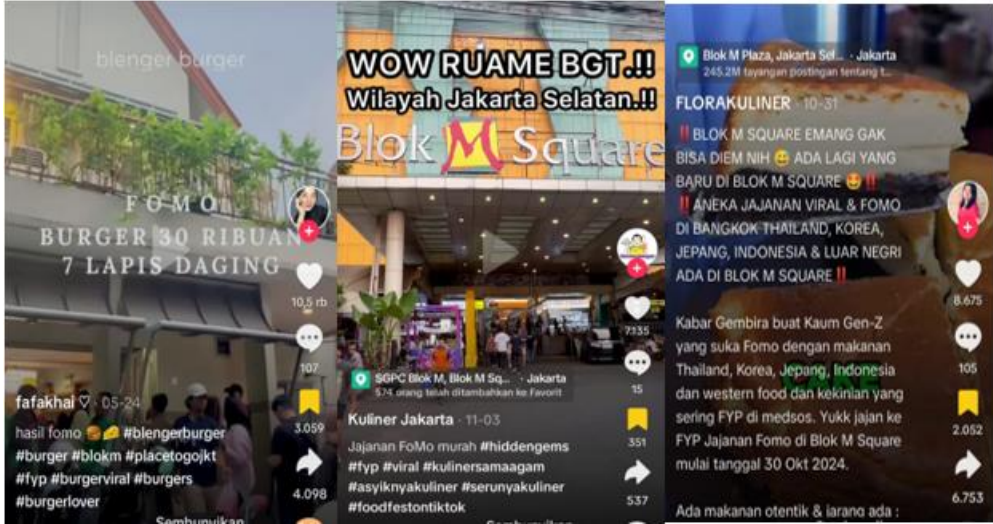 blenger burger
FOMO
BURGER 30 RIBUAN
7 LAPIS DAGING
10,5 rb
107
3.059
4.098
fafakhai ♡ · 05-24
hasil fomo 🍔🧀 #blengerburger
#burger #blokm #placetogojkt
#fyp #burgerviral #burgers
#burgerlover
Sembunyikan
WOW RUAME BGT.!!
Wilayah Jakarta Selatan.!!
Blok M Square
7.135
15
351
537
SGPC Blok M, Blok M Sq... · Jakarta
574 orang telah ditambahkan ke Favorit
Kuliner Jakarta · 11-03
Jajanan FoMo murah #hiddengems
#fyp #viral #kulinersamaagam
#asyiknyakuliner #serunyakuliner
#foodfestontiktok
Sembunyikan
Blok M Plaza, Jakarta Sel... · Jakarta
245.2M tayangan postingan tentang t...
FLORAKULINER · 10-31
‼️BLOK M SQUARE EMANG GAK
BISA DIEM NIH 😄 ADA LAGI YANG
BARU DI BLOK M SQUARE 🤩‼️
‼️ANEKA JAJANAN VIRAL & FOMO
DI BANGKOK THAILAND, KOREA,
JEPANG, INDONESIA & LUAR NEGRI
ADA DI BLOK M SQUARE‼️
Kabar Gembira buat Kaum Gen-Z
yang suka Fomo dengan makanan
Thailand, Korea, Jepang, Indonesia
dan western food dan kekinian yang
sering FYP di medsos. Yukk jajan ke
FYP Jajanan Fomo di Blok M Square
mulai tanggal 30 Okt 2024.
Ada makanan otentik & jarang ada :
CAKE
8.675
105
2.052
6.753